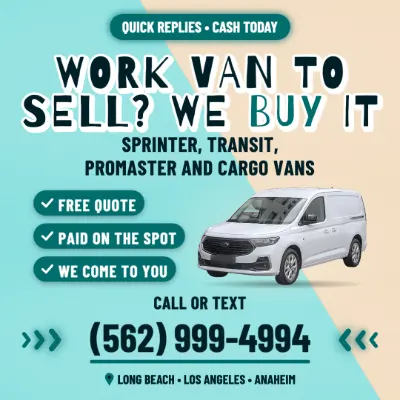 QUICK REPLIES • CASH TODAY
WORK VAN TO
SELL? WE BUY IT
SPRINTER, TRANSIT,
PROMASTER AND CARGO VANS
FREE QUOTE
PAID ON THE SPOT
WE COME TO YOU
CALL OR TEXT
(562) 999-4994
LONG BEACH • LOS ANGELES • ANAHEIM